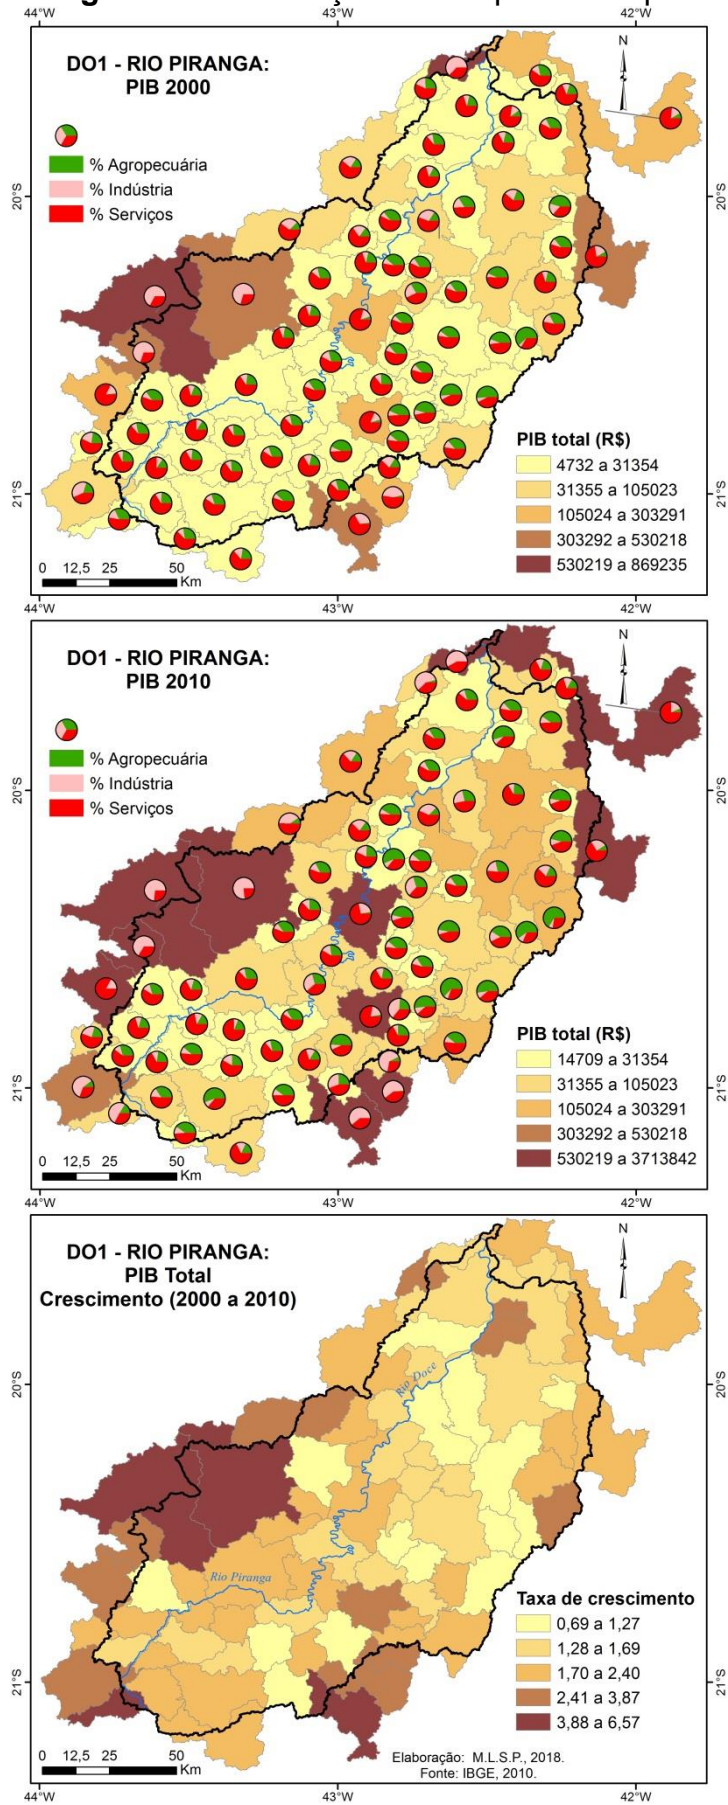 44°W 43°W 42°W
DO1 - RIO PIRANGA:
PIB 2000
N
% Agropecuária
% Indústria
% Serviços
20°S 20°S
PIB total (R$)
4732 a 31354
31355 a 105023
105024 a 303291
303292 a 530218
530219 a 869235
21°S 21°S
0 12,5 25 50
Km
44°W 43°W 42°W
DO1 - RIO PIRANGA:
PIB 2010
N
% Agropecuária
% Indústria
% Serviços
20°S 20°S
PIB total (R$)
14709 a 31354
31355 a 105023
105024 a 303291
303292 a 530218
530219 a 3713842
21°S 21°S
0 12,5 25 50
Km
44°W 43°W 42°W
DO1 - RIO PIRANGA:
PIB Total
Crescimento (2000 a 2010)
N
20°S 20°S
Rio Doce
Rio Piranga
Taxa de crescimento
0,69 a 1,27
1,28 a 1,69
1,70 a 2,40
2,41 a 3,87
3,88 a 6,57
21°S 21°S
0 12,5 25 50
Km
Elaboração: M.L.S.P., 2018.
Fonte: IBGE, 2010.
44°W 43°W 42°W